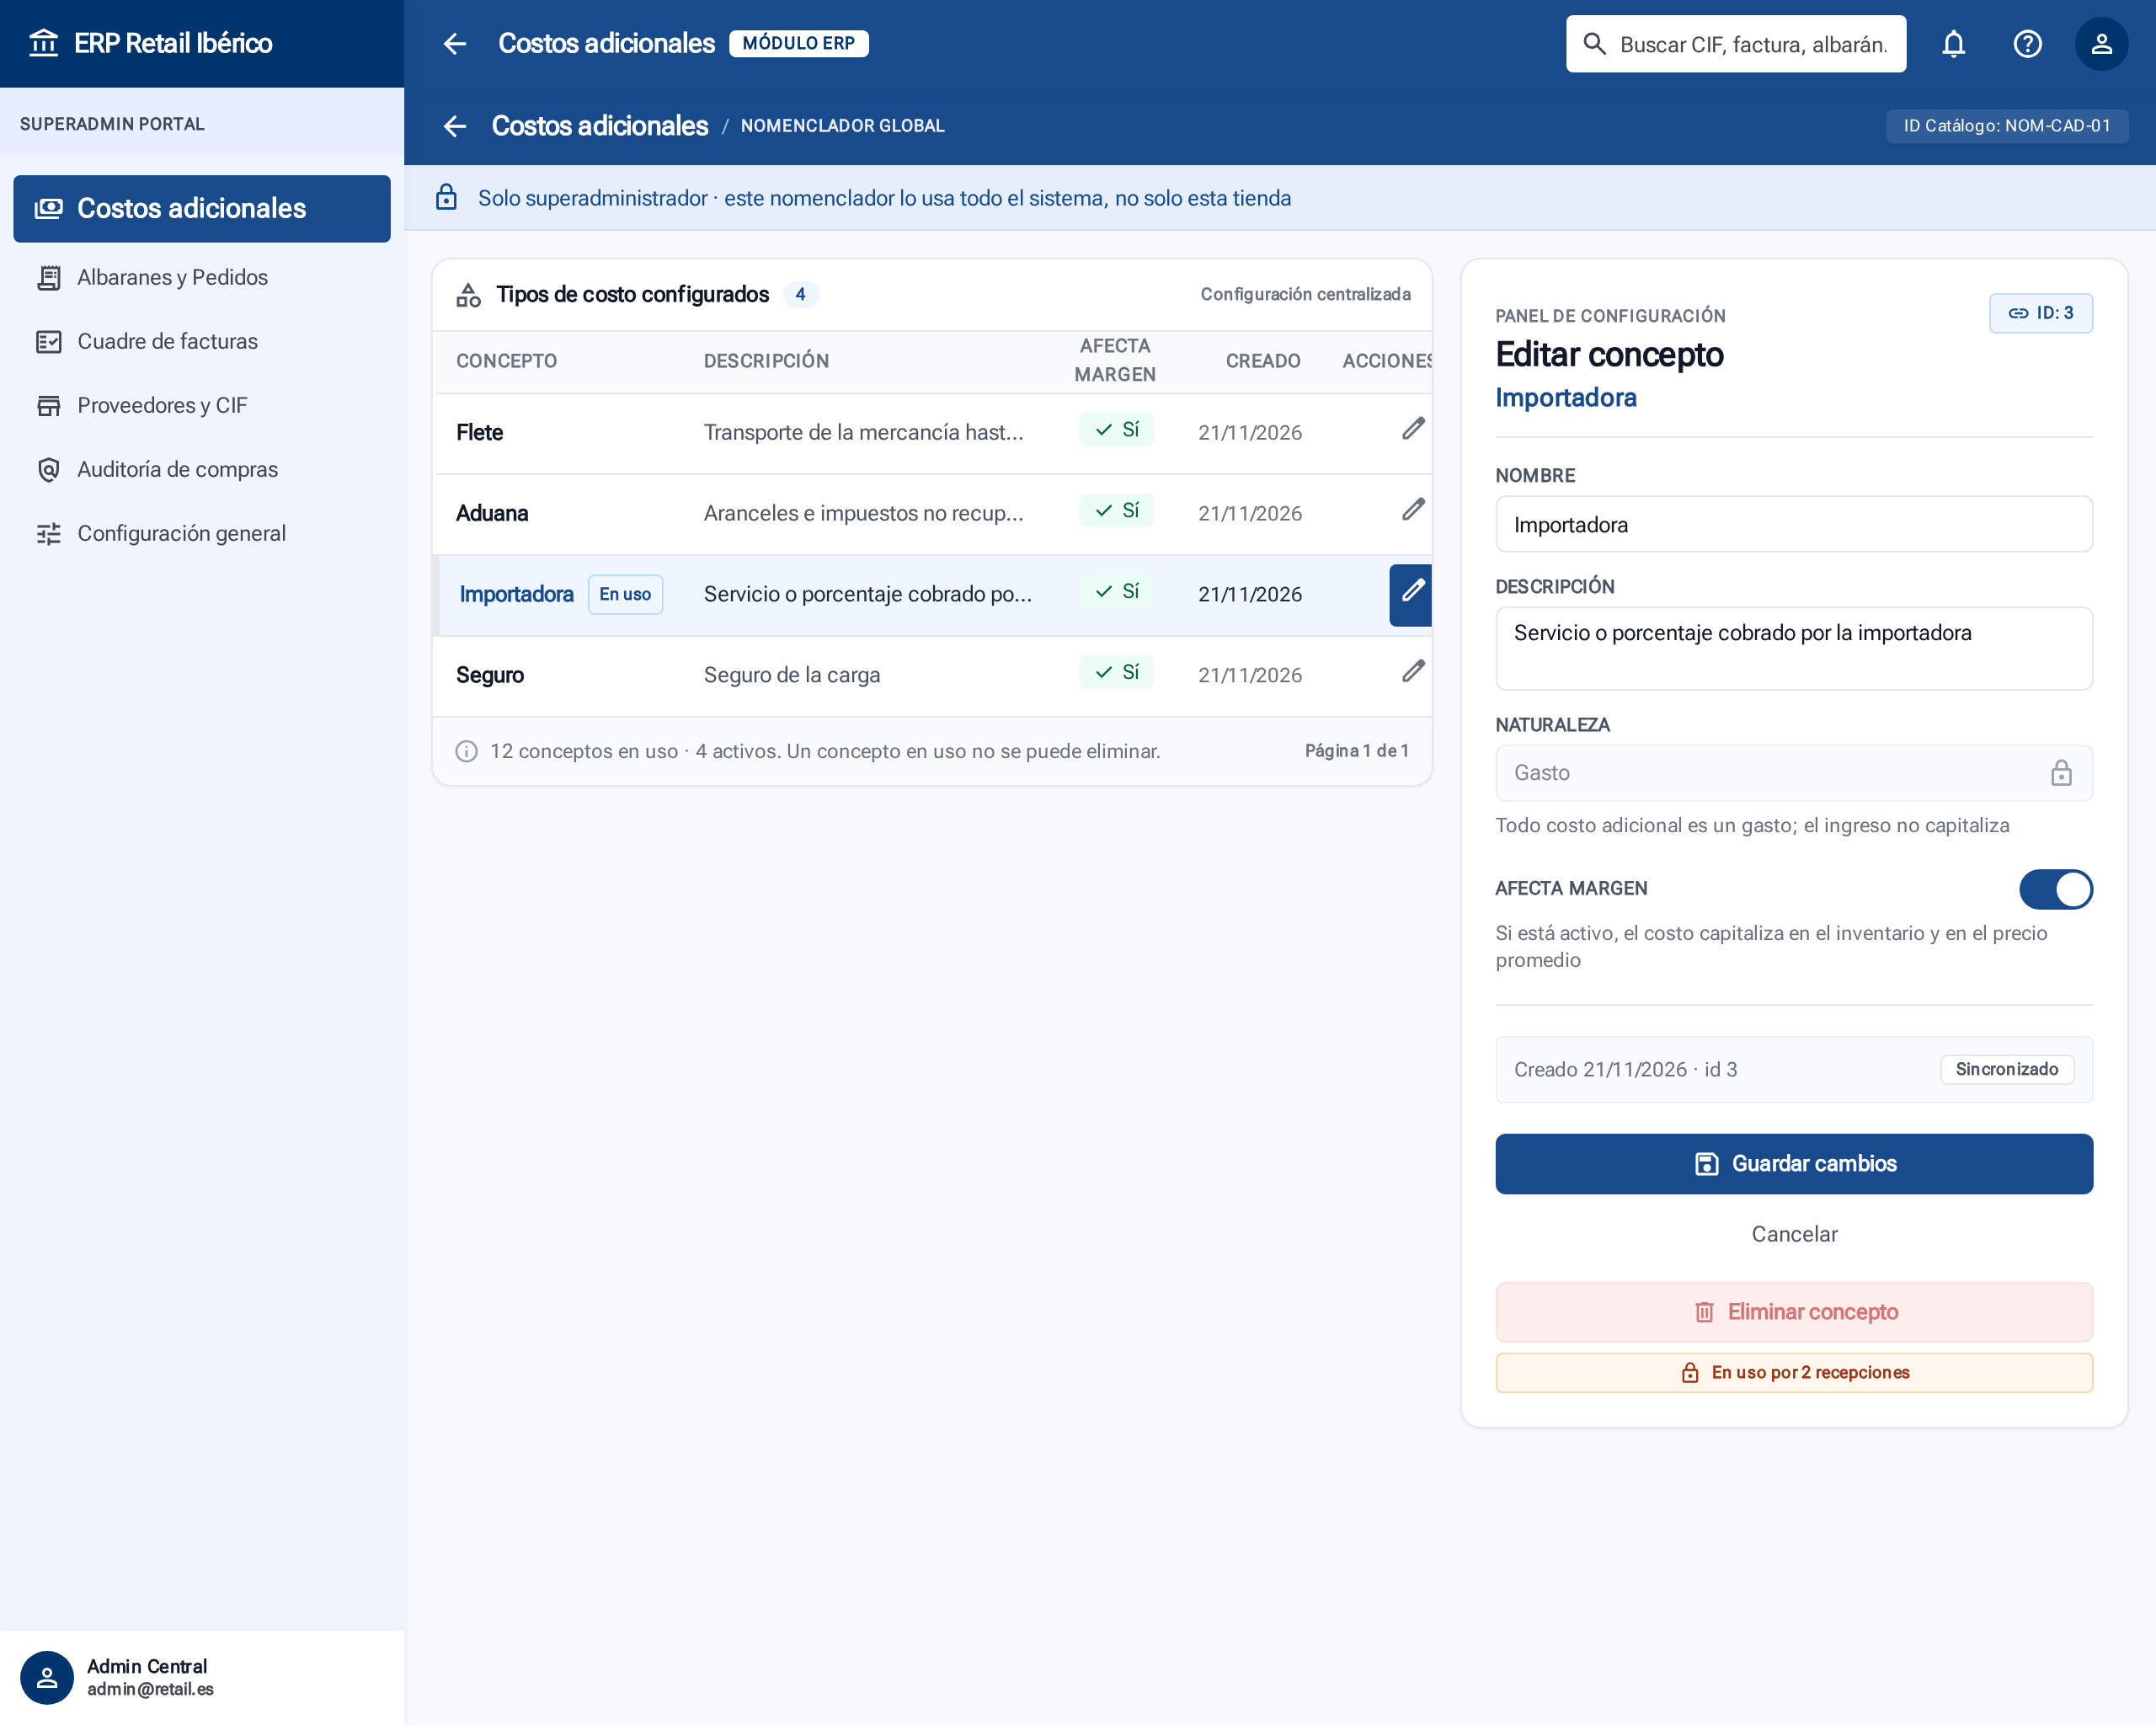 ERP Retail Ibérico
SUPERADMIN PORTAL
Costos adicionales
Albaranes y Pedidos
Cuadre de facturas
Proveedores y CIF
Auditoría de compras
Configuración general
Admin Central
admin@retail.es
Costos adicionales MÓDULO ERP
Buscar CIF, factura, albarán.
Costos adicionales / NOMENCLADOR GLOBAL
ID Catálogo: NOM-CAD-01
Solo superadministrador · este nomenclador lo usa todo el sistema, no solo esta tienda
Tipos de costo configurados 4
Configuración centralizada
CONCEPTO DESCRIPCIÓN AFECTA MARGEN CREADO ACCIONES
Flete Transporte de la mercancía hast... Sí 21/11/2026
Aduana Aranceles e impuestos no recup... Sí 21/11/2026
Importadora En uso Servicio o porcentaje cobrado po... Sí 21/11/2026
Seguro Seguro de la carga Sí 21/11/2026
12 conceptos en uso · 4 activos. Un concepto en uso no se puede eliminar.
Página 1 de 1
PANEL DE CONFIGURACIÓN
ID: 3
Editar concepto
Importadora
NOMBRE
Importadora
DESCRIPCIÓN
Servicio o porcentaje cobrado por la importadora
NATURALEZA
Gasto
Todo costo adicional es un gasto; el ingreso no capitaliza
AFECTA MARGEN
Si está activo, el costo capitaliza en el inventario y en el precio
promedio
Creado 21/11/2026 · id 3
Sincronizado
Guardar cambios
Cancelar
Eliminar concepto
En uso por 2 recepciones